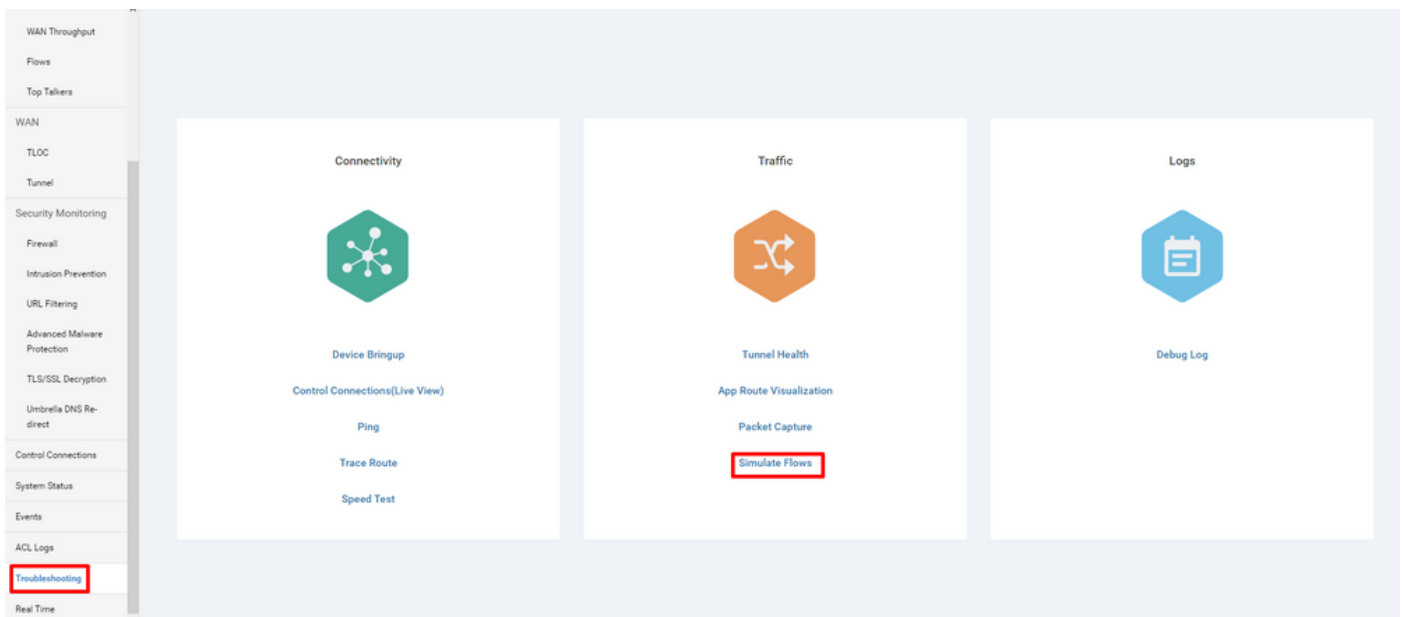 WAN Throughput
Flows
Top Talkers
WAN
TLOC
Tunnel
Security Monitoring
Firewall
Intrusion Prevention
URL Filtering
Advanced Malware
Protection
TLS/SSL Decryption
Umbrella DNS Re-
direct
Control Connections
System Status
Events
ACL Logs
Troubleshooting
Real Time
Connectivity
Device Bringup
Control Connections(Live View)
Ping
Trace Route
Speed Test
Traffic
Tunnel Health
App Route Visualization
Packet Capture
Simulate Flows
Logs
Debug Log